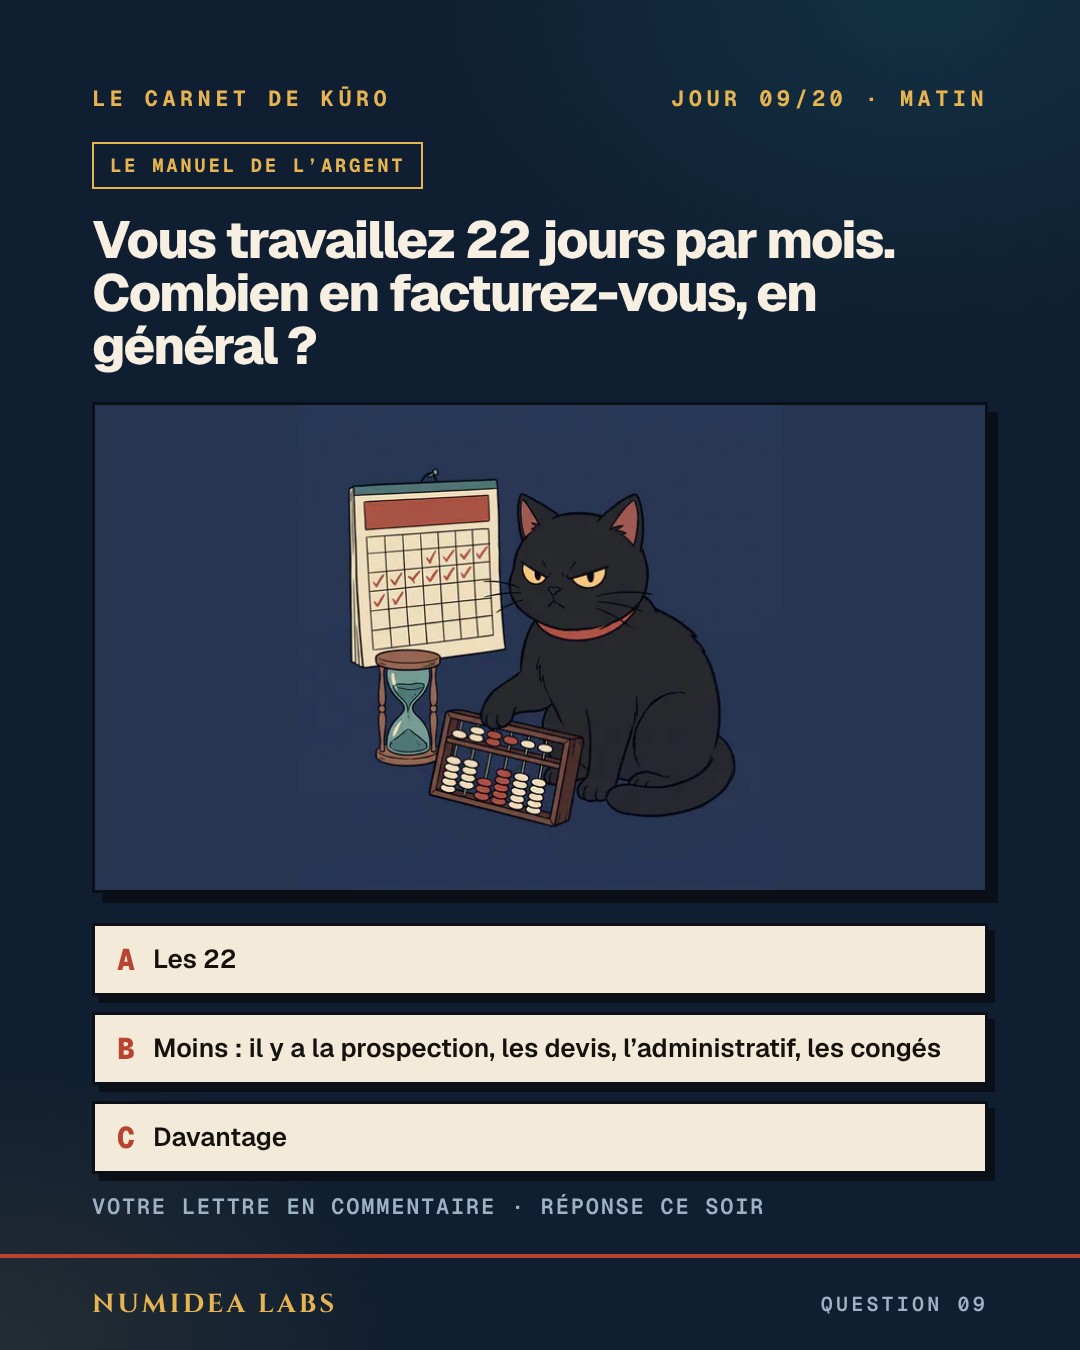 LE CARNET DE KŪRO
JOUR 09/20 · MATIN
LE MANUEL DE L’ARGENT
Vous travaillez 22 jours par mois.
Combien en facturez-vous, en
général ?
A Les 22
B Moins : il y a la prospection, les devis, l’administratif, les congés
C Davantage
VOTRE LETTRE EN COMMENTAIRE · RÉPONSE CE SOIR
NUMIDEA LABS
QUESTION 09